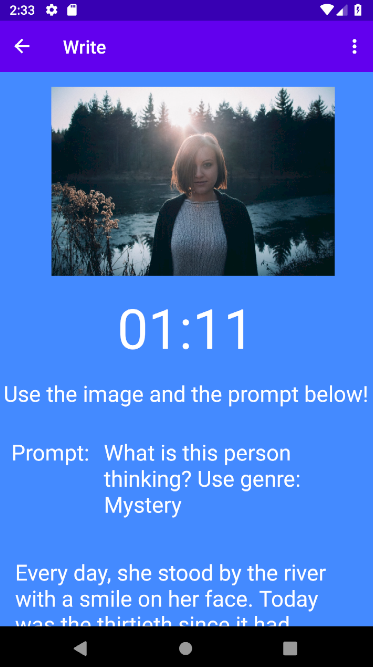 2:33
Write
01:11
Use the image and the prompt below!
Prompt: What is this person
thinking? Use genre:
Mystery
Every day, she stood by the river
with a smile on her face. Today
was the thirtieth since it had